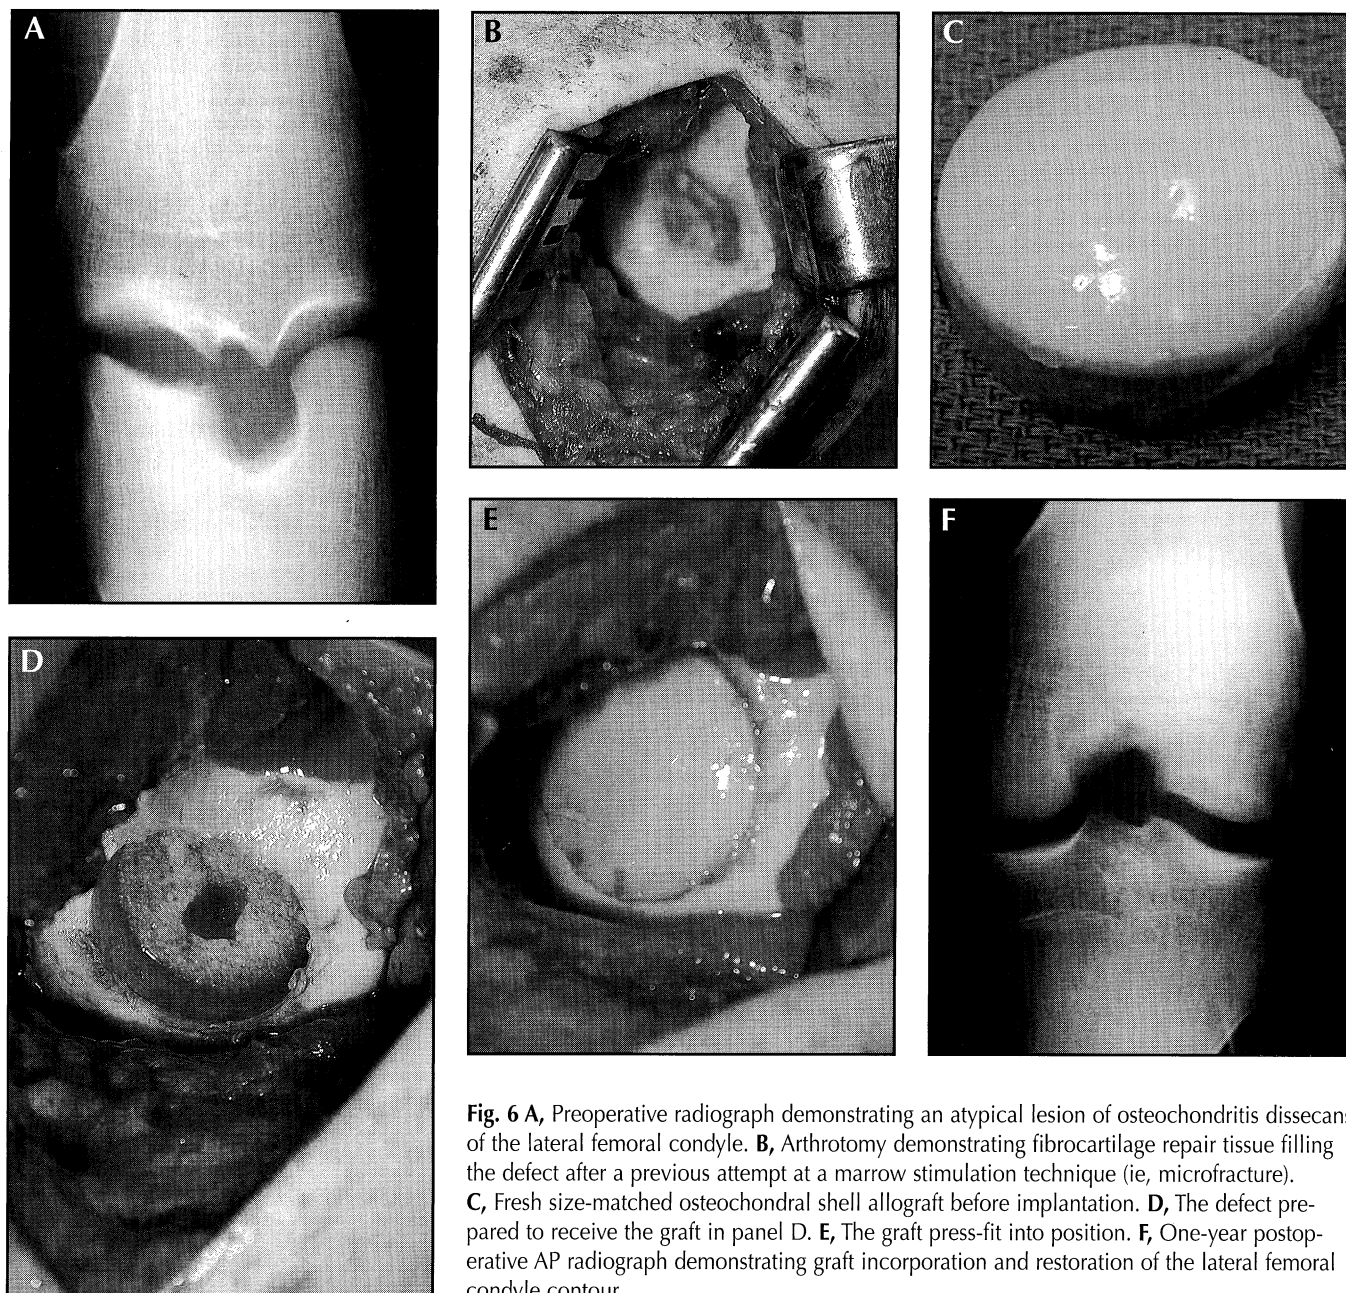 A
B
C
D
E
F
Fig. 6 A, Preoperative radiograph demonstrating an atypical lesion of osteochondritis dissecans
of the lateral femoral condyle. B, Arthrotomy demonstrating fibrocartilage repair tissue filling
the defect after a previous attempt at a marrow stimulation technique (ie, microfracture).
C, Fresh size-matched osteochondral shell allograft before implantation. D, The defect pre-
pared to receive the graft in panel D. E, The graft press-fit into position. F, One-year postop-
erative AP radiograph demonstrating graft incorporation and restoration of the lateral femoral
condyle contour.